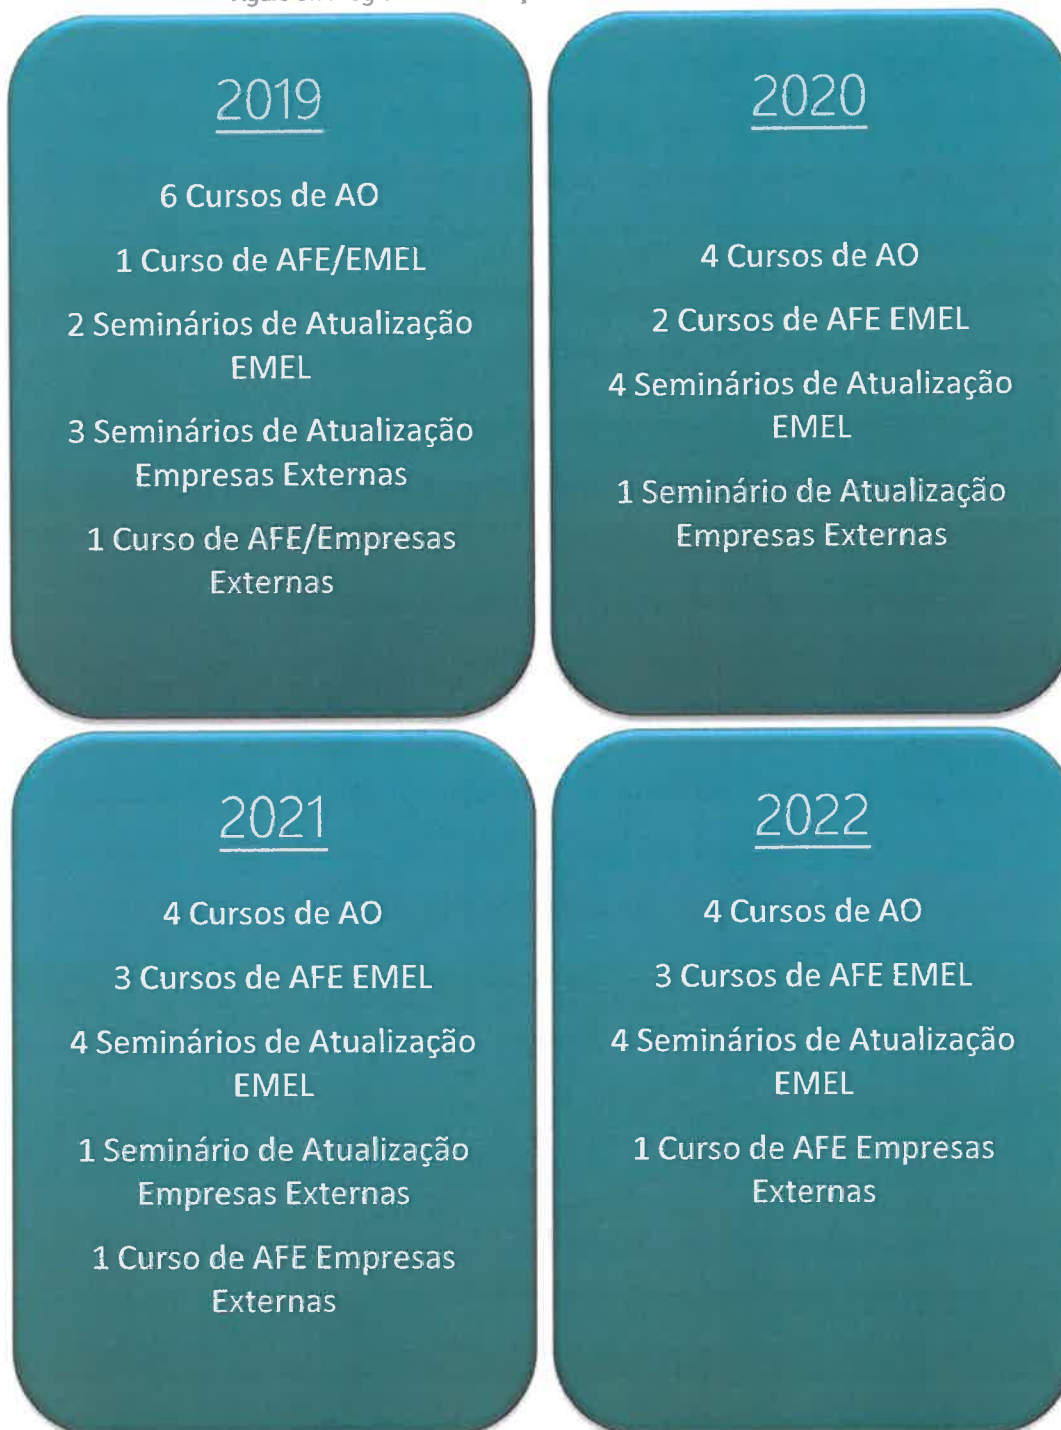 2019
6 Cursos de AO
1 Curso de AFE/EMEL
2 Seminários de Atualização
EMEL
3 Seminários de Atualização
Empresas Externas
1 Curso de AFE/Empresas
Externas
2020
4 Cursos de AO
2 Cursos de AFE EMEL
4 Seminários de Atualização
EMEL
1 Seminário de Atualização
Empresas Externas
2021
4 Cursos de AO
3 Cursos de AFE EMEL
4 Seminários de Atualização
EMEL
1 Seminário de Atualização
Empresas Externas
1 Curso de AFE Empresas
Externas
2022
4 Cursos de AO
3 Cursos de AFE EMEL
4 Seminários de Atualização
EMEL
1 Curso de AFE Empresas
Externas